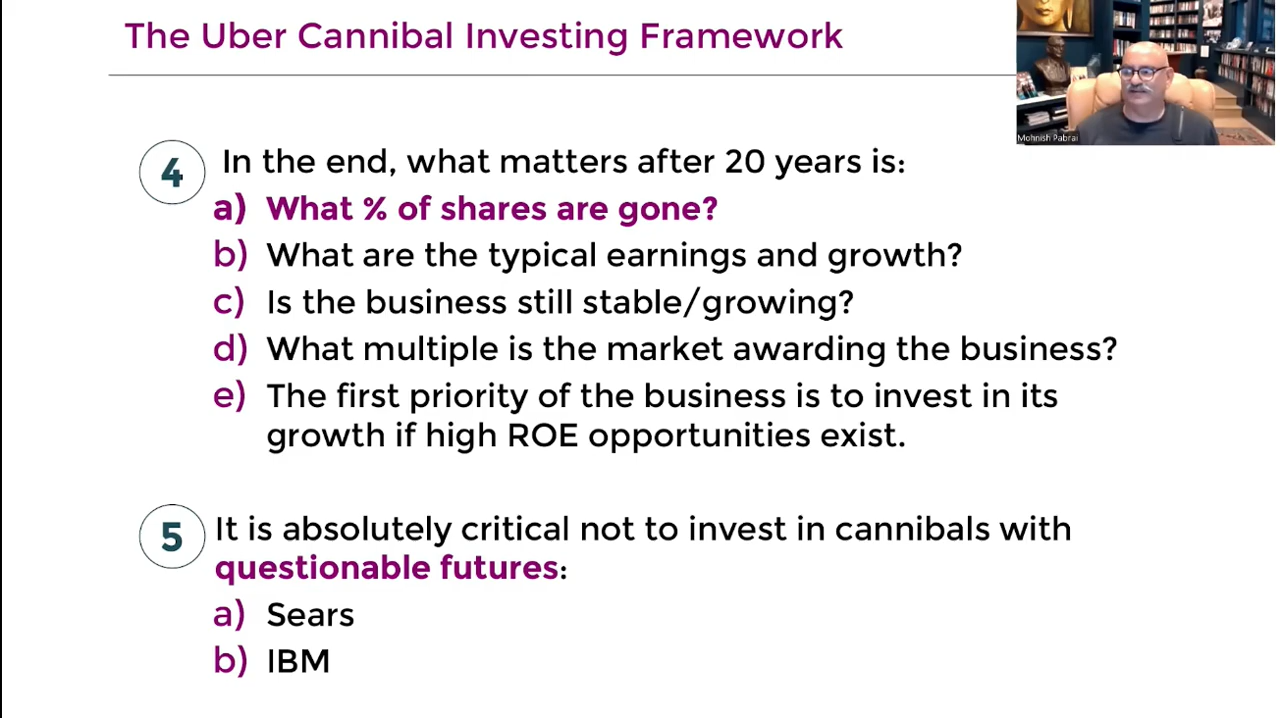 The Uber Cannibal Investing Framework
Mohnish Pabrai
4 In the end, what matters after 20 years is:
a) What % of shares are gone?
b) What are the typical earnings and growth?
c) Is the business still stable/growing?
d) What multiple is the market awarding the business?
e) The first priority of the business is to invest in its
growth if high ROE opportunities exist.
5 It is absolutely critical not to invest in cannibals with
questionable futures:
a) Sears
b) IBM